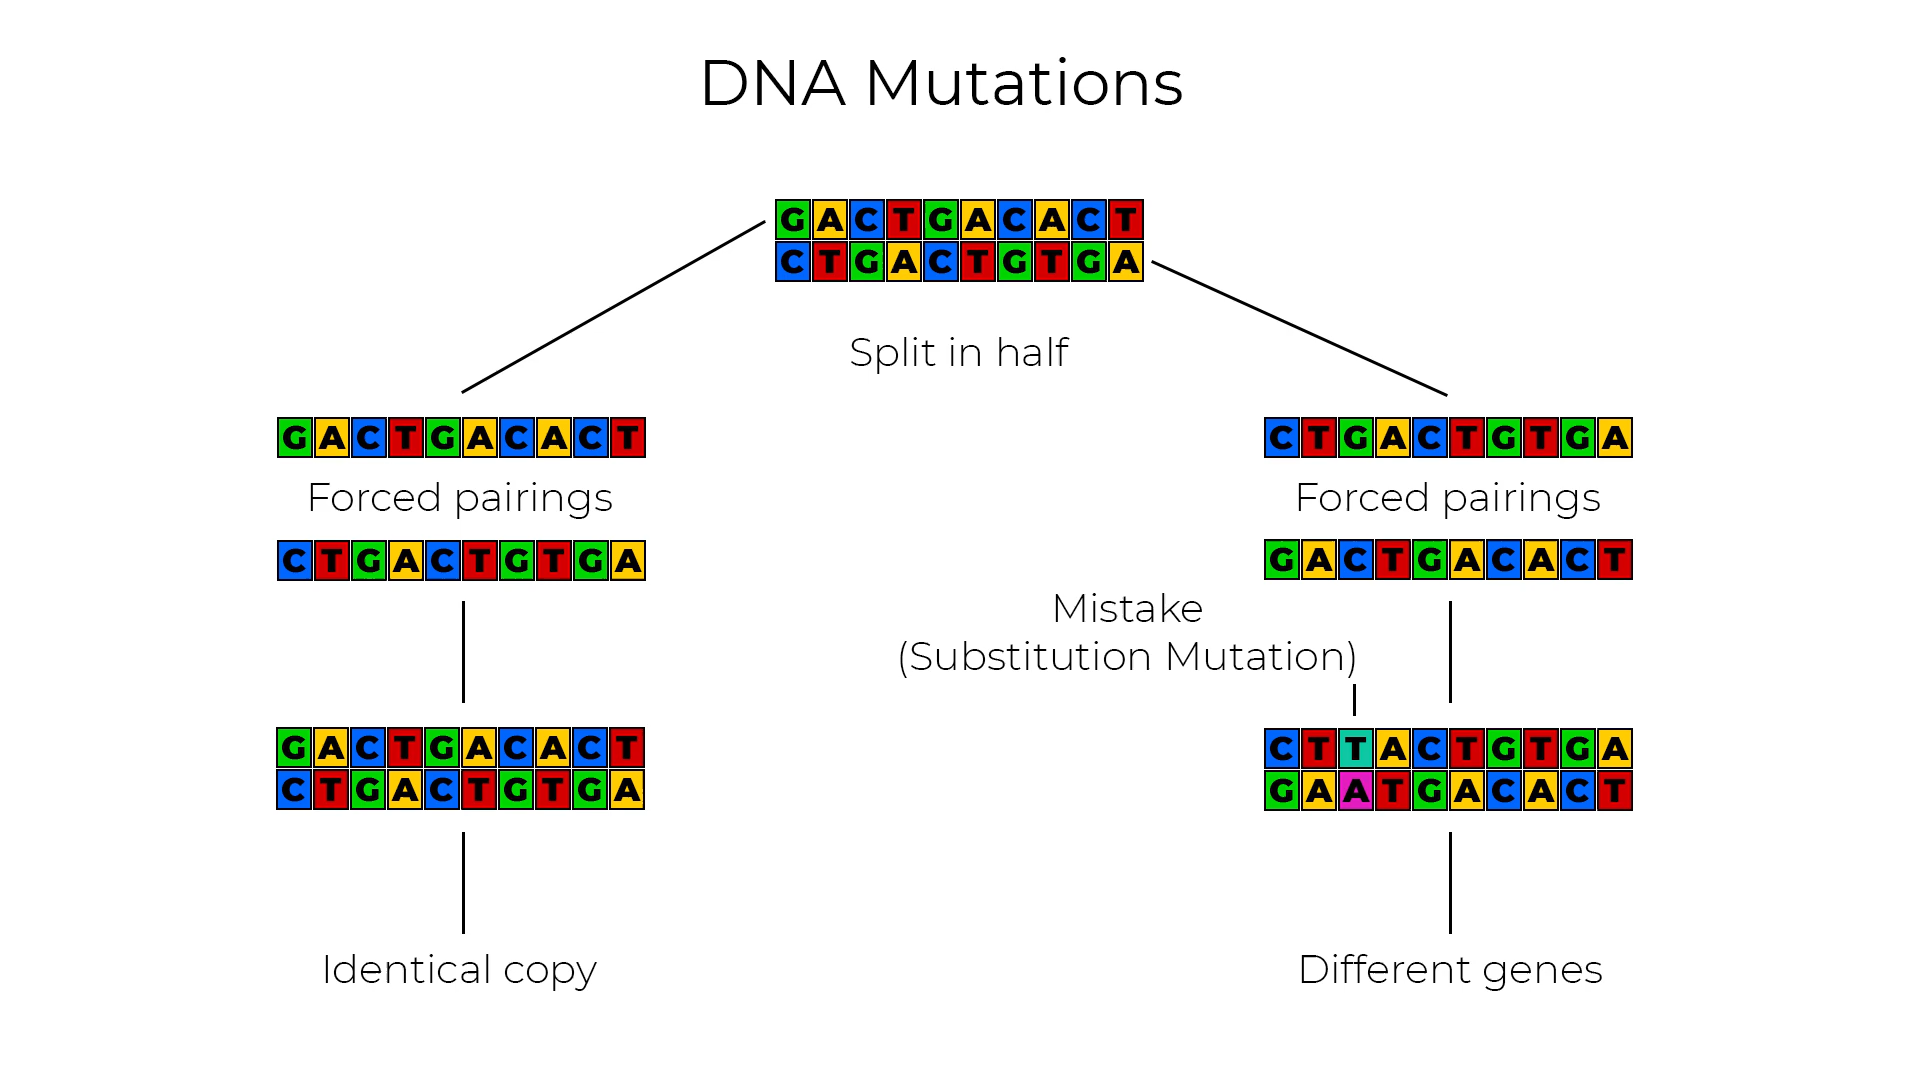 DNA Mutations
GACTGACACT
CTGACTGTGA
Split in half
GACTGACACT
Forced pairings
CTGACTGTGA
CTGACTGTGA
Forced pairings
GACTGACACT
Mistake
(Substitution Mutation)
GACTGACACT
CTGACTGTGA
CTTACTGTGA
GAATGACACT
Identical copy
Different genes